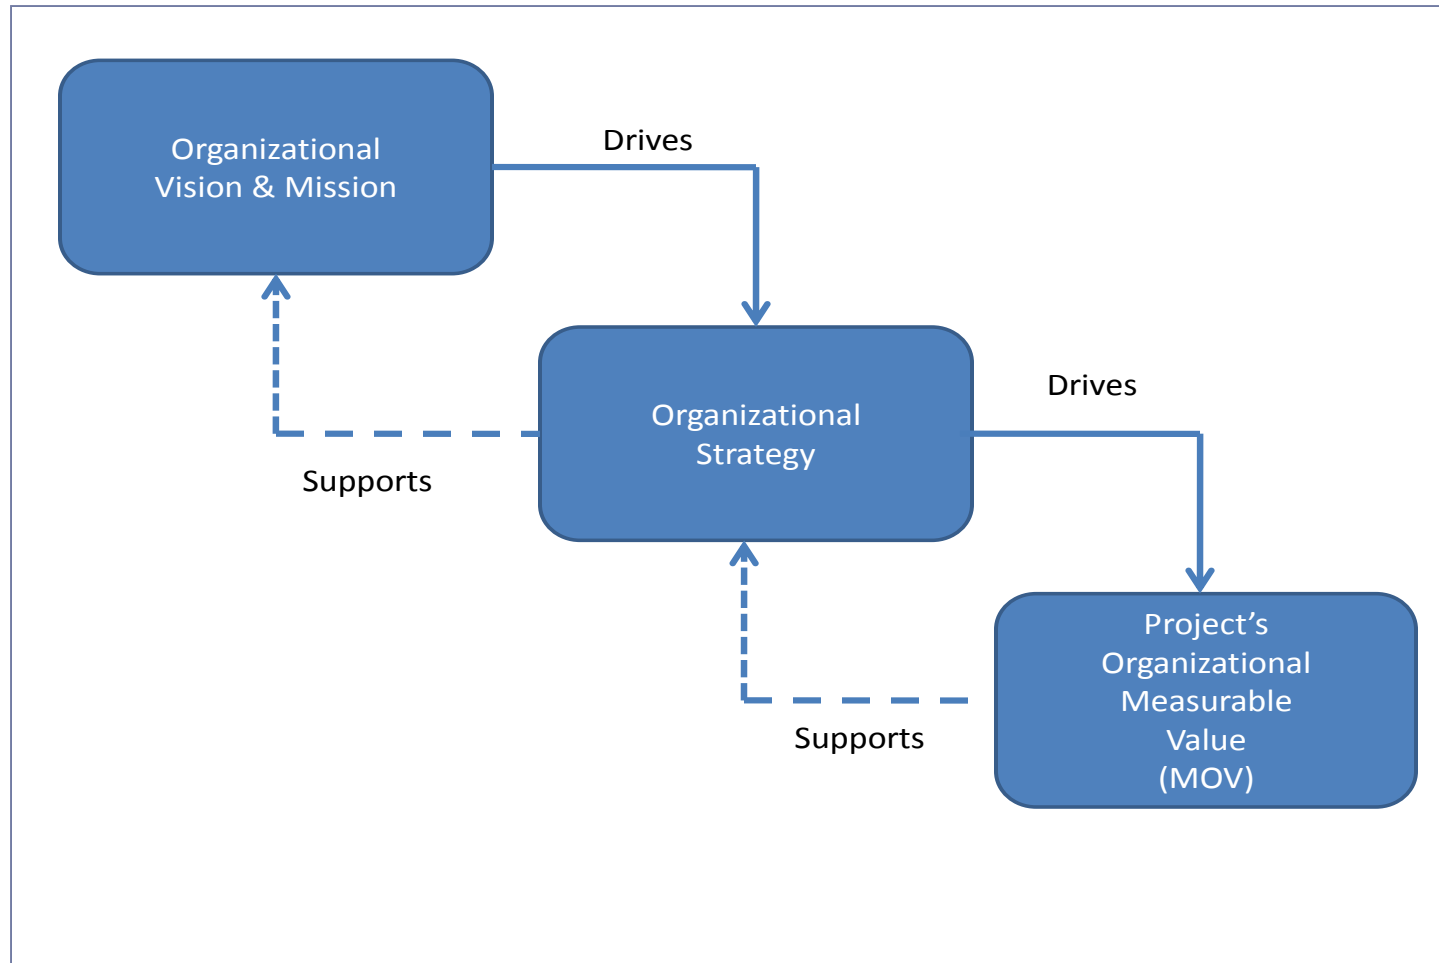 Organizational
Vision & Mission
Drives
Organizational
Strategy
Drives
Supports
Project’s
Organizational
Measurable
Value
(MOV)
Supports